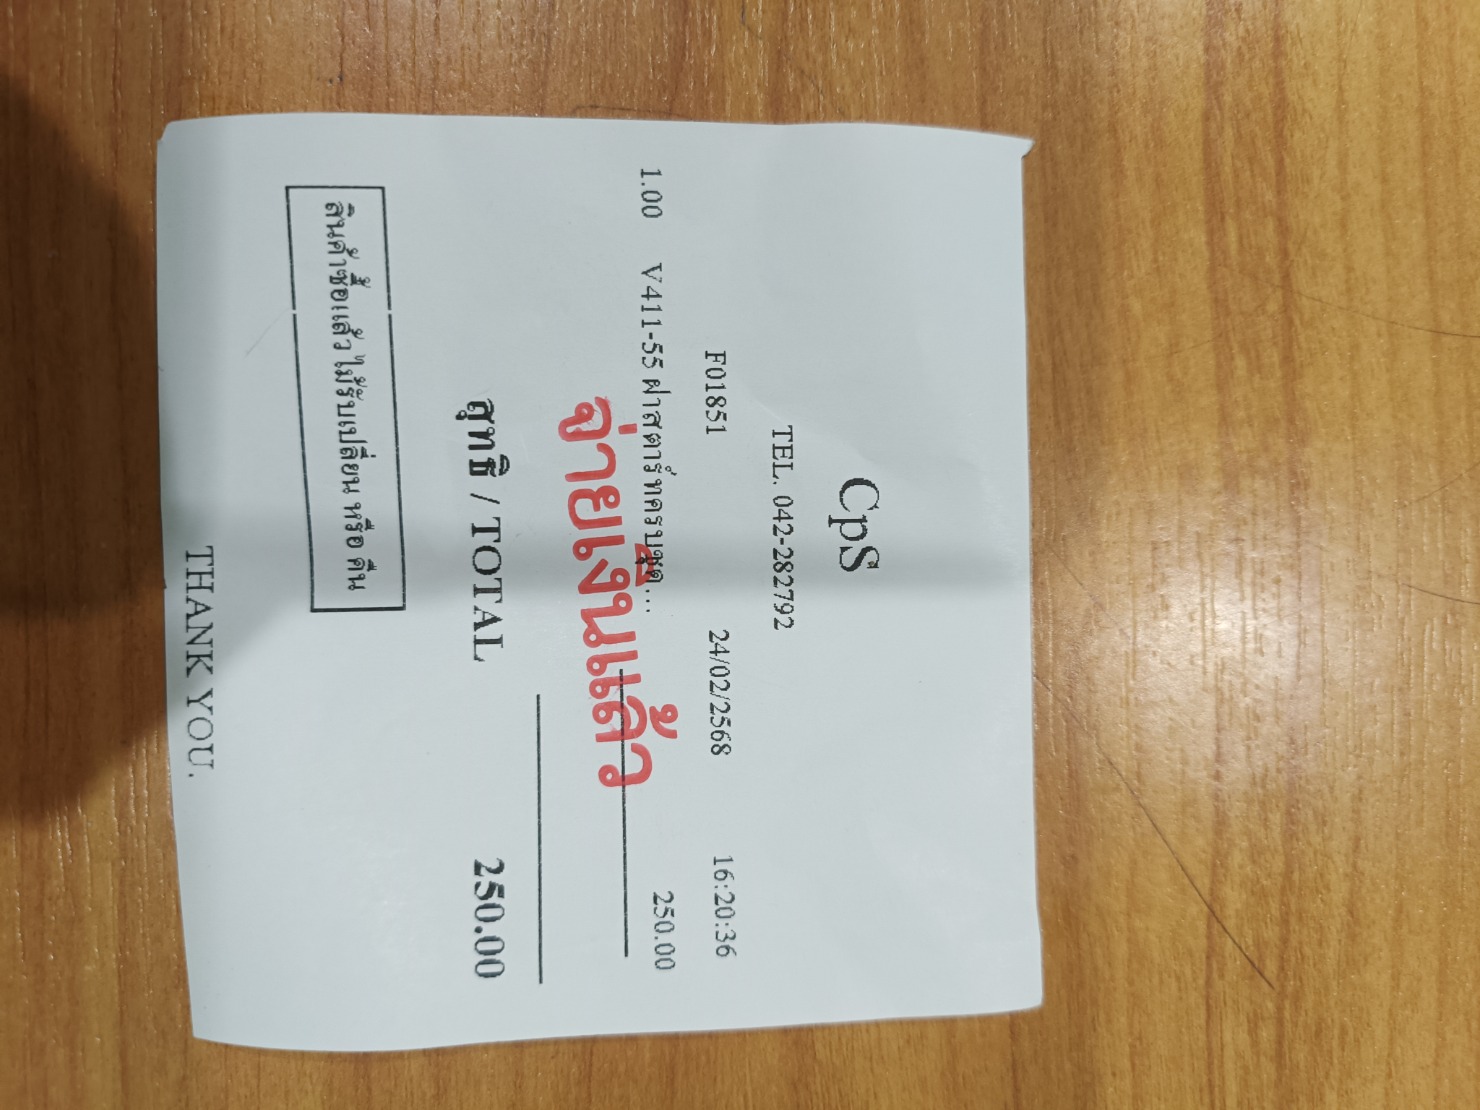 CpS
TEL. 042-282792
F01851 24/02/2568 16:20:36
1.00 V411-55 ฝาสตาร์ทครบชุด... 250.00
จ่ายเงินแล้ว
สุทธิ / TOTAL 250.00
สินค้าซื้อแล้วไม่รับเปลี่ยน หรือ คืน
THANK YOU.